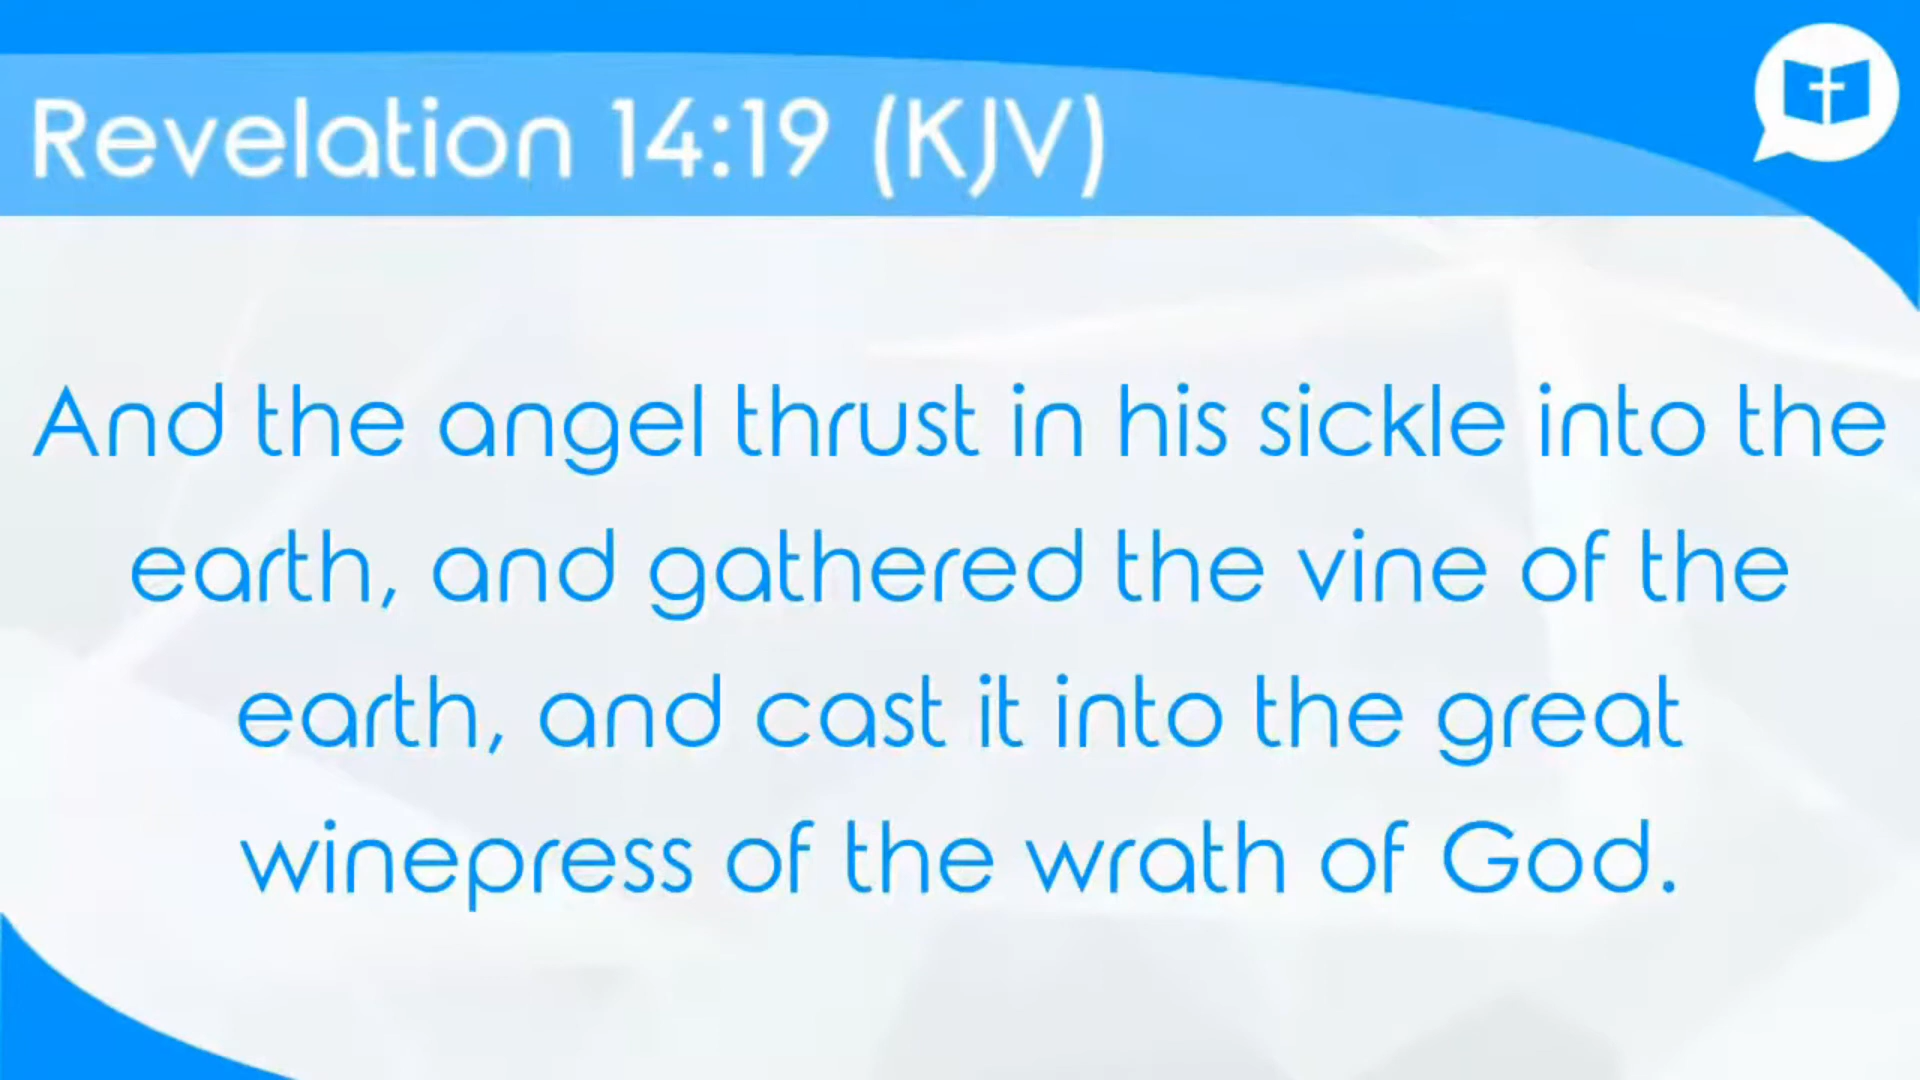 Revelation 14:19 (KJV)
And the angel thrust in his sickle into the
earth, and gathered the vine of the
earth, and cast it into the great
winepress of the wrath of God.